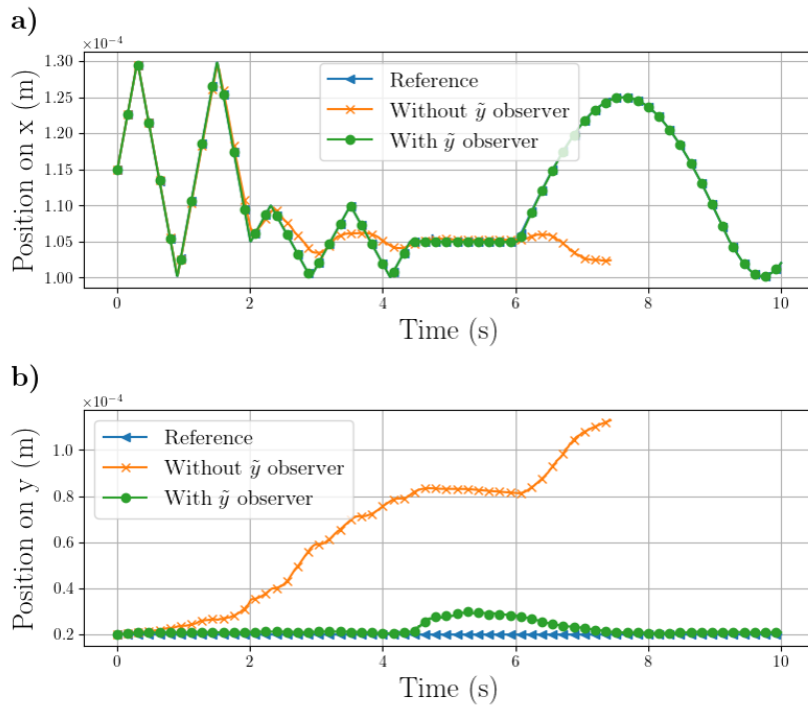 a)
×10⁻⁴
1.30
1.25
1.20
1.15
1.10
1.05
1.00
Position on x (m)
Reference
Without ỹ observer
With ỹ observer
0 2 4 6 8 10
Time (s)
b)
×10⁻⁴
1.0
0.8
0.6
0.4
0.2
Position on y (m)
Reference
Without ỹ observer
With ỹ observer
0 2 4 6 8 10
Time (s)